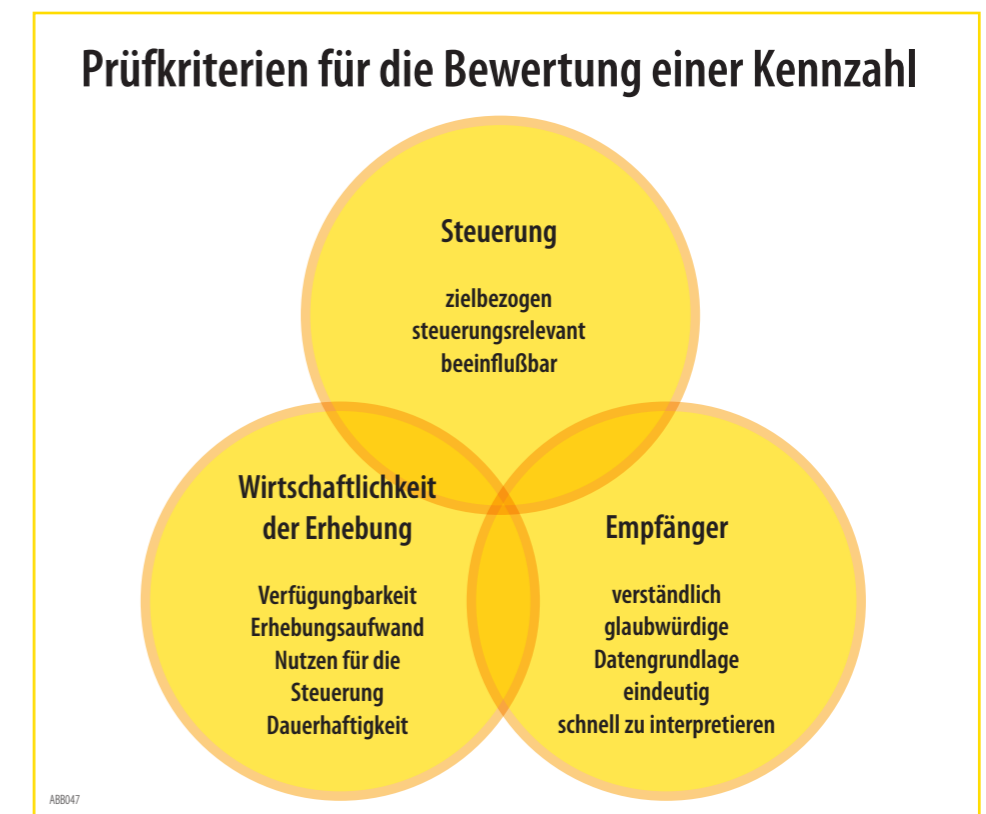 Prüfkriterien für die Bewertung einer Kennzahl
Steuerung
zielbezogen
steuerungsrelevant
beeinflußbar
Wirtschaftlichkeit
der Erhebung
Verfügungbarkeit
Erhebungsaufwand
Nutzen für die
Steuerung
Dauerhaftigkeit
Empfänger
verständlich
glaubwürdige
Datengrundlage
eindeutig
schnell zu interpretieren
ABB047